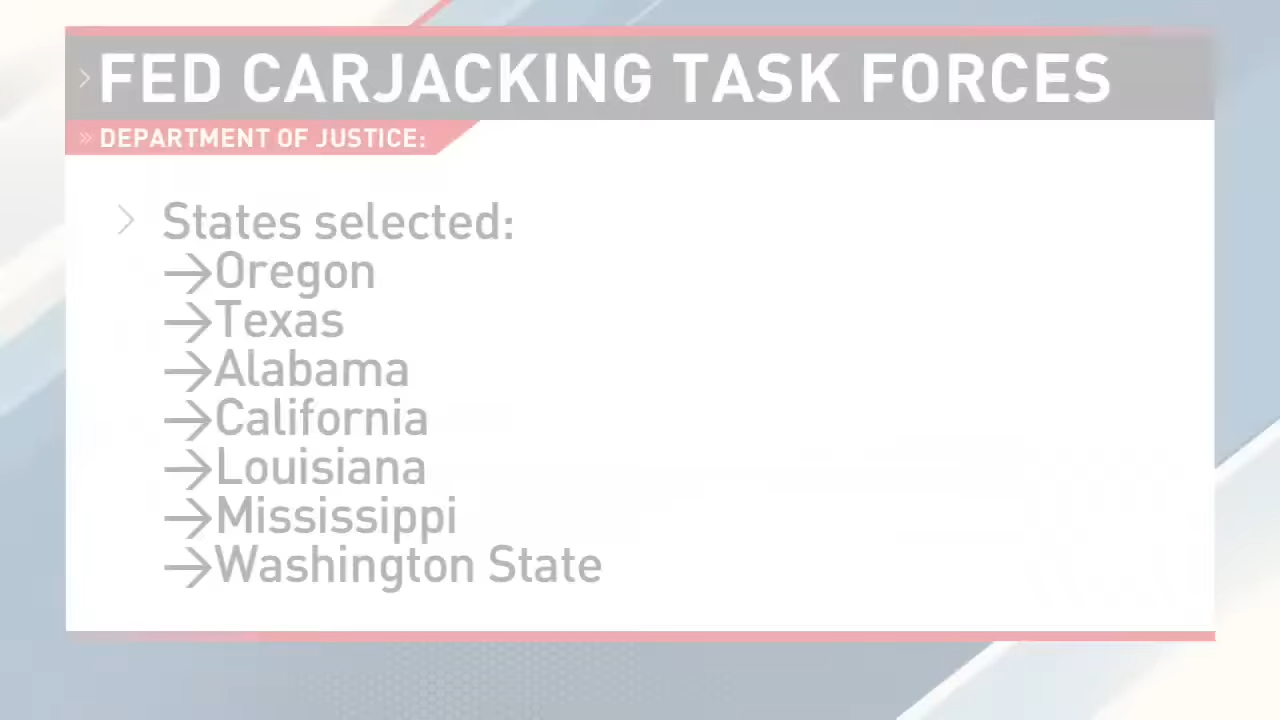 FED CARJACKING TASK FORCES
DEPARTMENT OF JUSTICE:
States selected:
→Oregon
→Texas
→Alabama
→California
→Louisiana
→Mississippi
→Washington State